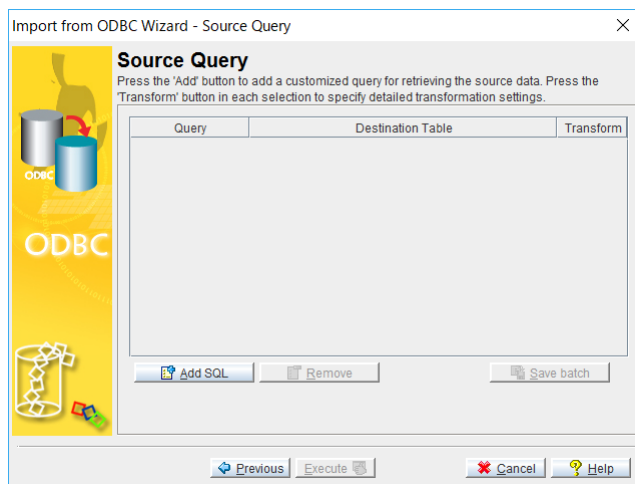 Import from ODBC Wizard - Source Query
Source Query
Press the 'Add' button to add a customized query for retrieving the source data. Press the
'Transform' button in each selection to specify detailed transformation settings.
Query Destination Table Transform
ODBC
ODBC
Add SQL Remove Save batch
Previous Execute Cancel Help